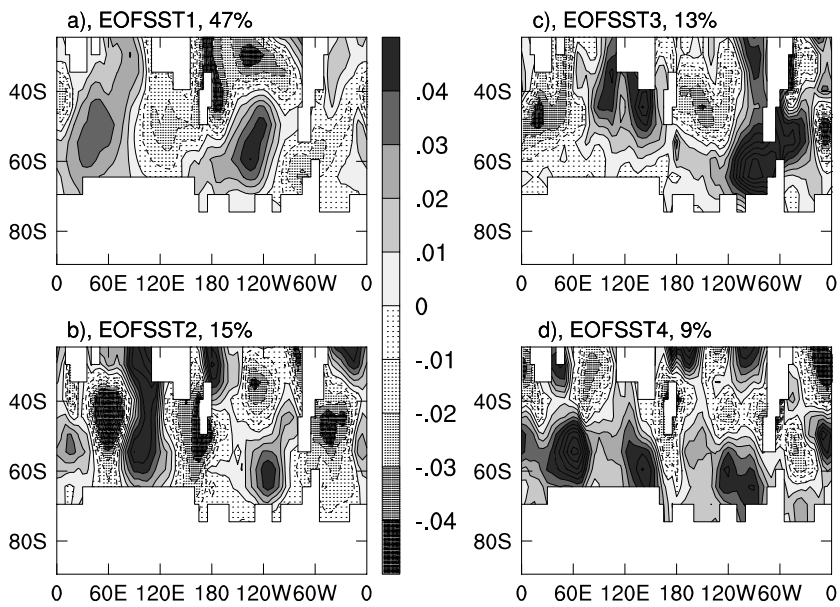 a), EOFSST1, 47%
40S
60S
80S
0 60E 120E 180 120W 60W 0
b), EOFSST2, 15%
40S
60S
80S
0 60E 120E 180 120W 60W 0
.04
.03
.02
.01
0
-.01
-.02
-.03
-.04
c), EOFSST3, 13%
40S
60S
80S
0 60E 120E 180 120W 60W 0
d), EOFSST4, 9%
40S
60S
80S
0 60E 120E 180 120W 60W 0